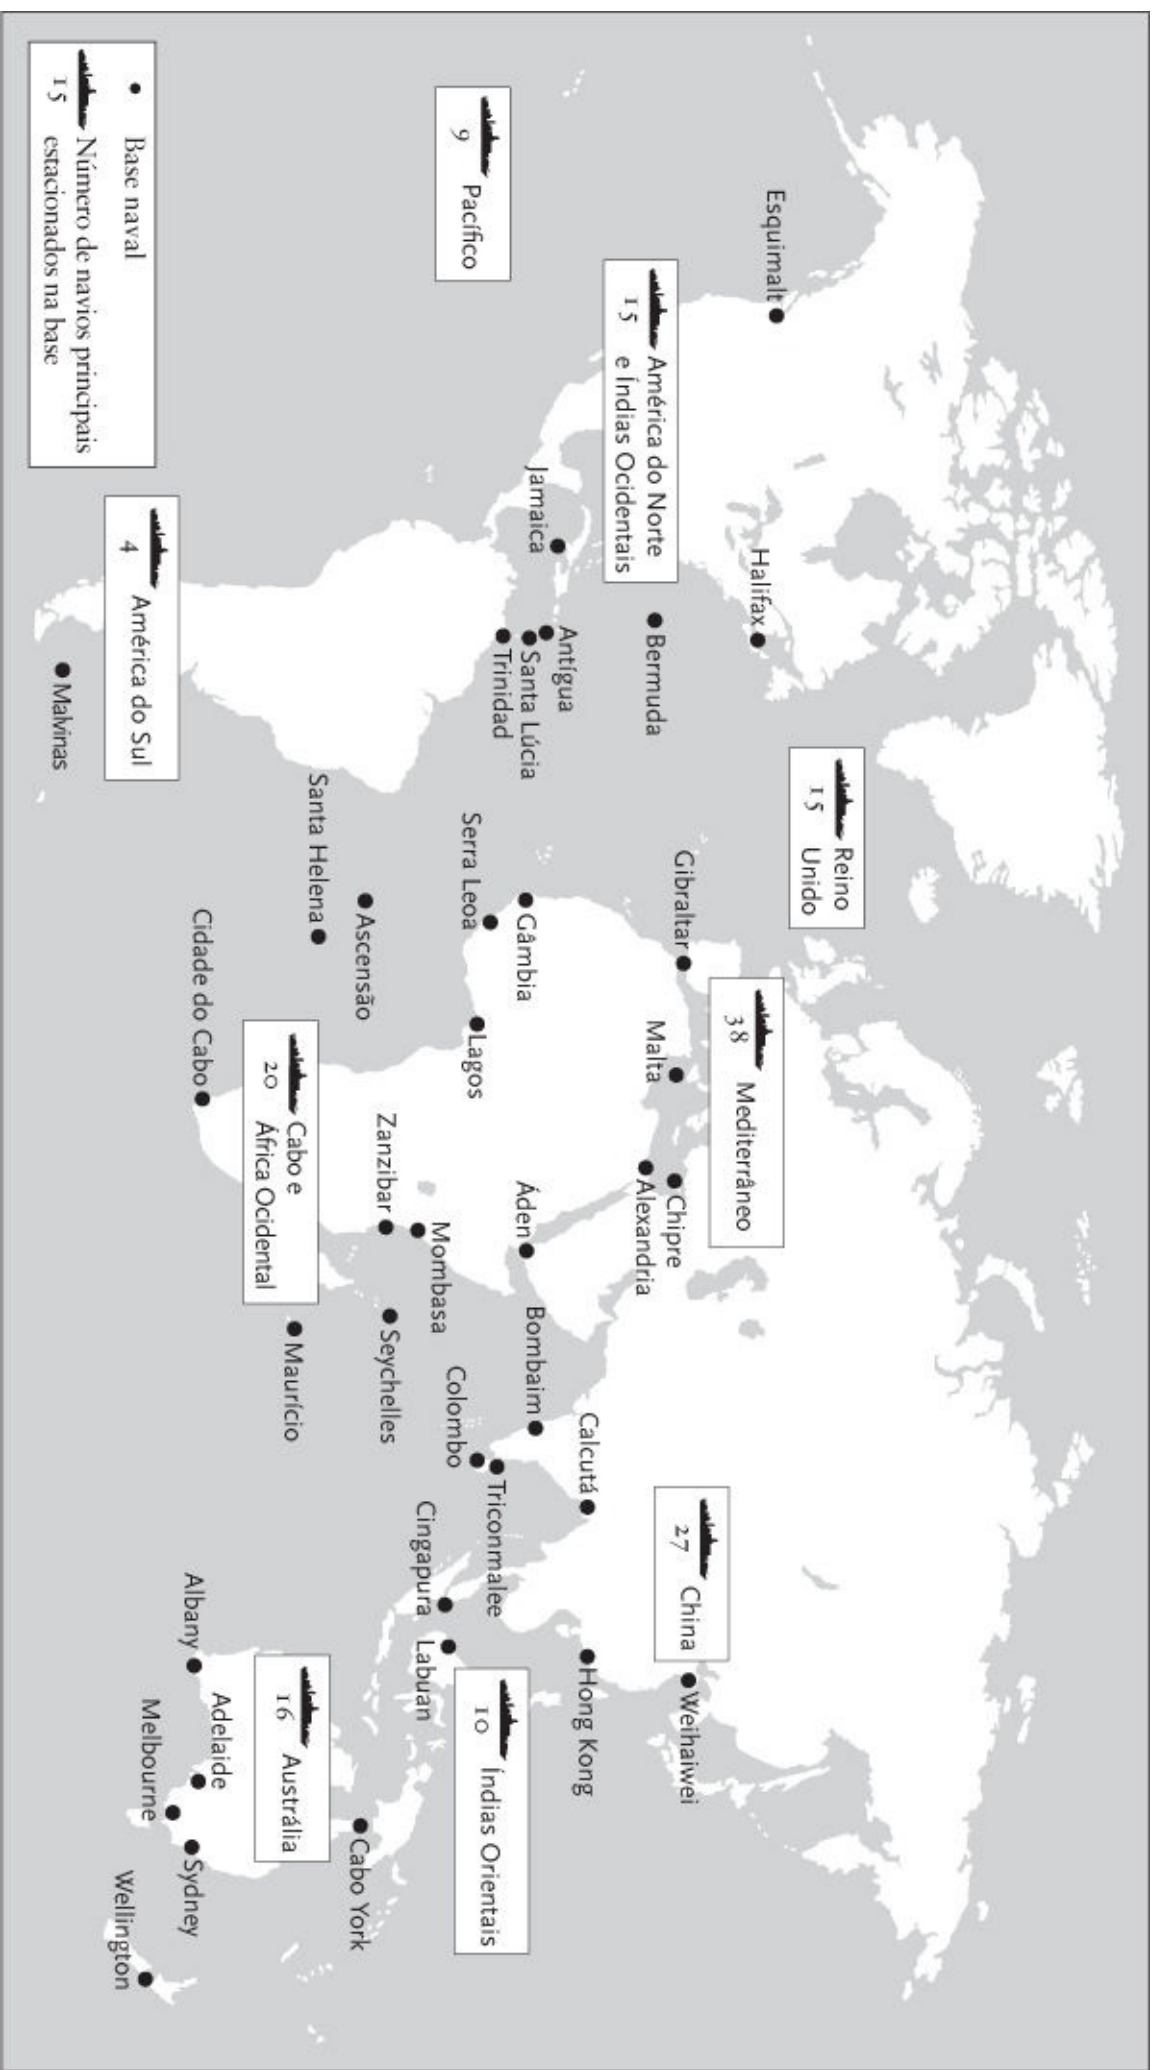 Esquimalt
Halifax
Reino
15 Unido
América do Norte
15 e Índias Ocidentais
Bermuda
Gibraltar
38 Mediterrâneo
Malta
Chipre
Alexandria
27 China
Weihaiwei
9 Pacífico
Jamaica
Antígua
Santa Lúcia
Trinidad
Gâmbia
Serra Leoa
Lagos
Áden
Bombaim
Calcutá
Hong Kong
Colombo
Triconmalee
Cingapura
Labuan
10 Índias Orientais
Ascensão
Santa Helena
Zanzibar
Mombasa
Seychelles
Maurício
Cabo York
Cabo e
20 África Ocidental
Cidade do Cabo
16 Austrália
Albany
Adelaide
Melbourne
Sydney
Wellington
4 América do Sul
Malvinas
Base naval
Número de navios principais
15 estacionados na base